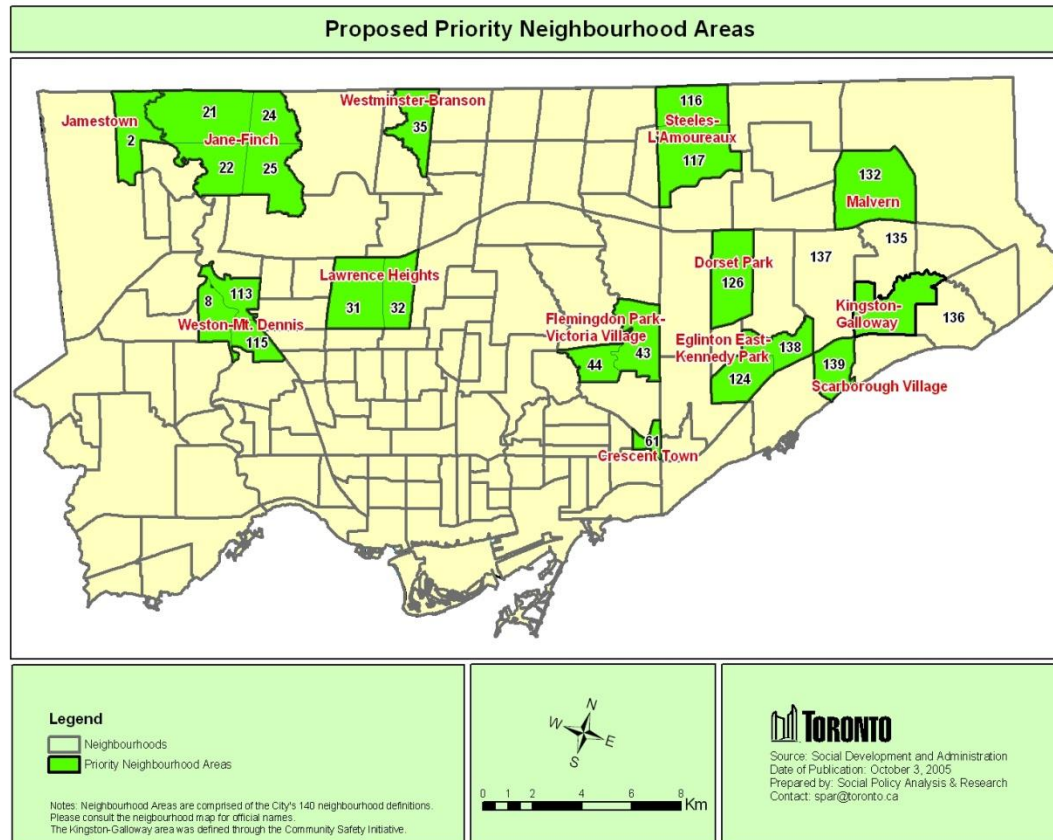 Proposed Priority Neighbourhood Areas
Jamestown
2
21
24
Jane-Finch
22
25
Westminster-Branson
35
116
Steeles-
L'Amoureaux
117
132
Malvern
135
137
Dorset Park
126
Kingston-
Galloway
136
Lawrence Heights
31
32
8
113
Weston-Mt. Dennis
115
Flemingdon Park-
Victoria Village
44
43
Eglinton East-
Kennedy Park
138
124
139
Scarborough Village
61
Crescent Town
Legend
Neighbourhoods
Priority Neighbourhood Areas
Notes: Neighbourhood Areas are comprised of the City's 140 neighbourhood definitions.
Please consult the neigbourhood map for official names.
The Kingston-Galloway area was defined through the Community Safety Initiative.
N
W
E
S
0 1 2 4 6 8
Km
TORONTO
Source: Social Development and Administration
Date of Publication: October 3, 2005
Prepared by: Social Policy Analysis & Research
Contact: spar@toronto.ca